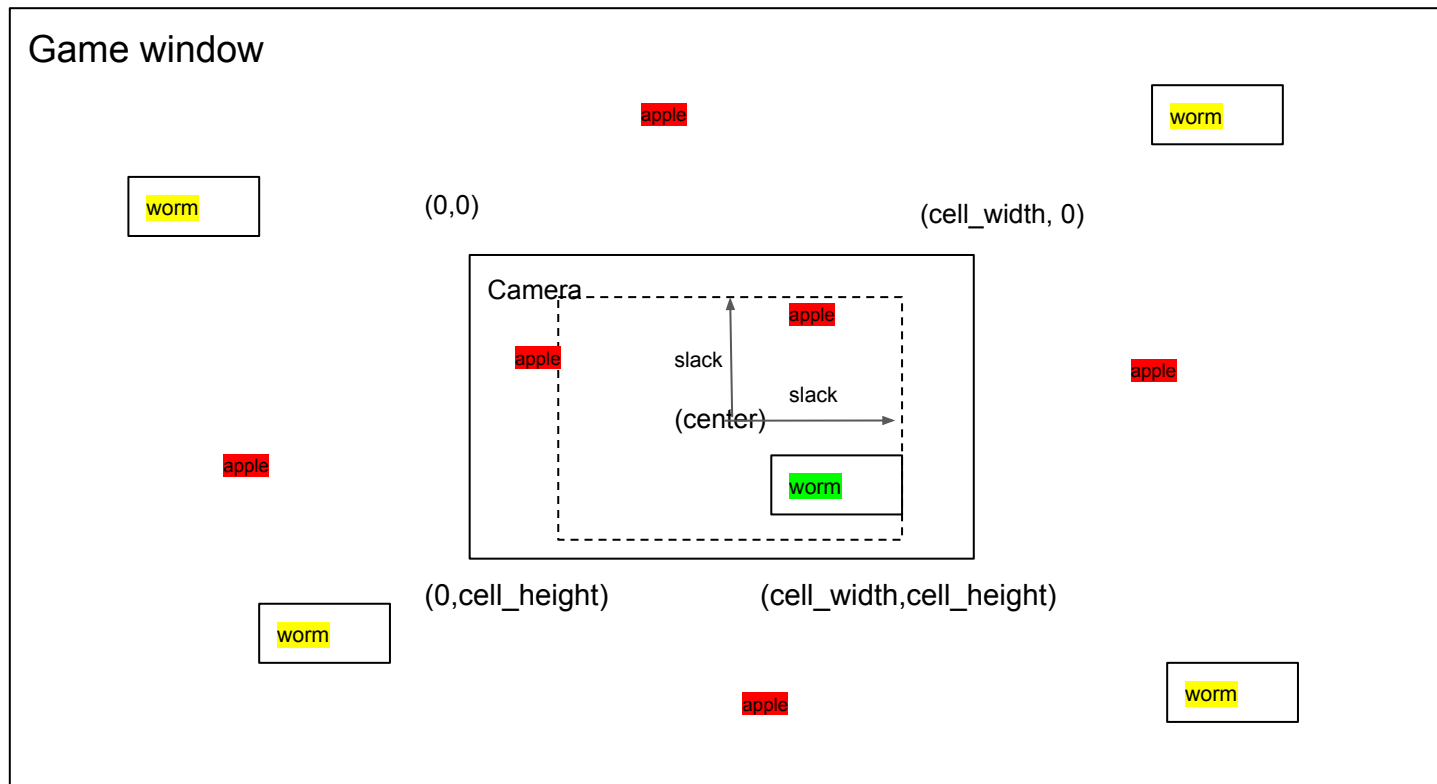 Game window
apple
worm
worm
(0,0)
(cell_width, 0)
Camera
apple
apple
slack
apple
slack
(center)
apple
worm
(0,cell_height)
(cell_width,cell_height)
worm
worm
apple